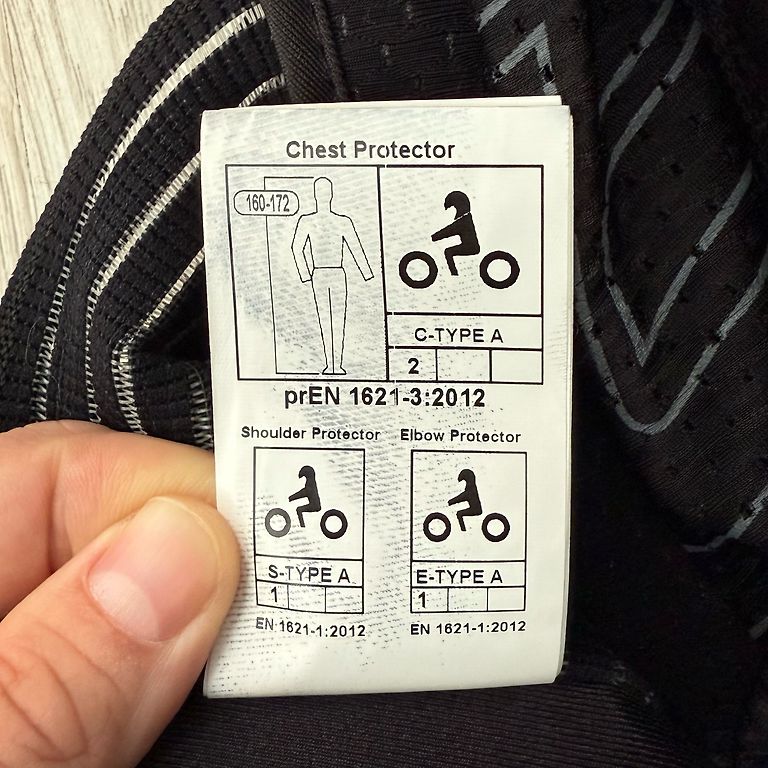 Chest Protector
160-172
C-TYPE A
2
prEN 1621-3:2012
Shoulder Protector Elbow Protector
S-TYPE A E-TYPE A
1 1
EN 1621-1:2012 EN 1621-1:2012